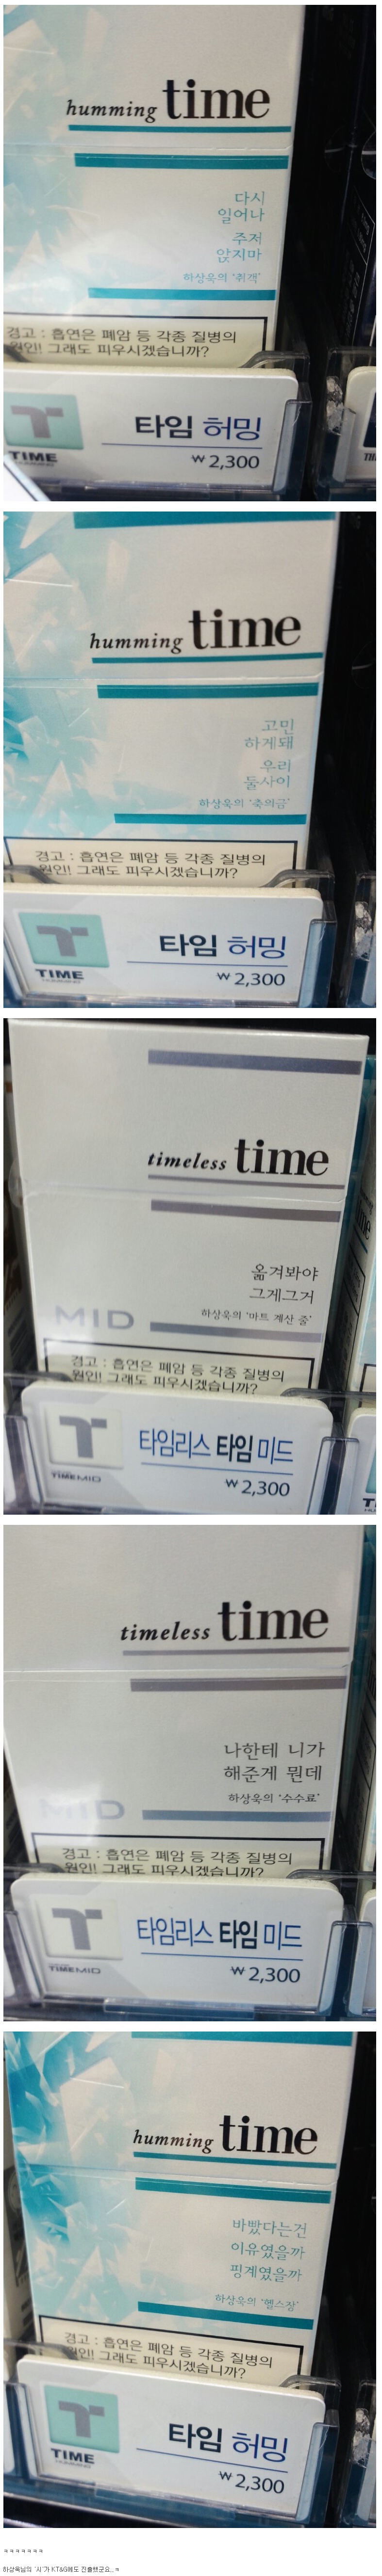 humming time
다시
일어나
주저
앉지마
하상욱의 '취객'
경고 : 흡연은 폐암 등 각종 질병의
원인! 그래도 피우시겠습니까?
TIME
타임 허밍
₩2,300
humming time
고민
하게돼
우리
둘사이
하상욱의 '축의금'
경고 : 흡연은 폐암 등 각종 질병의
원인! 그래도 피우시겠습니까?
TIME
HUMMING
타임 허밍
₩2,300
timeless time
옮겨봐야
그게그거
하상욱의 '마트 계산 줄'
MID
경고 : 흡연은 폐암 등 각종 질병의
원인! 그래도 피우시겠습니까?
TIMEMID
타임리스 타임 미드
₩2,300
timeless time
나한테 니가
해준게 뭔데
하상욱의 '수수료'
MID
경고 : 흡연은 폐암 등 각종 질병의
원인! 그래도 피우시겠습니까?
TIMEMID
타임리스 타임 미드
₩2,300
humming time
바빴다는건
이유였을까
핑계였을까
하상욱의 '헬스장'
경고 : 흡연은 폐암 등 각종 질병의
원인! 그래도 피우시겠습니까?
TIME
HUMMING
타임 허밍
₩2,300
ㅋㅋㅋㅋㅋㅋㅋ
하상욱님의 '시'가 KT&G에도 진출했군요..ㅋ